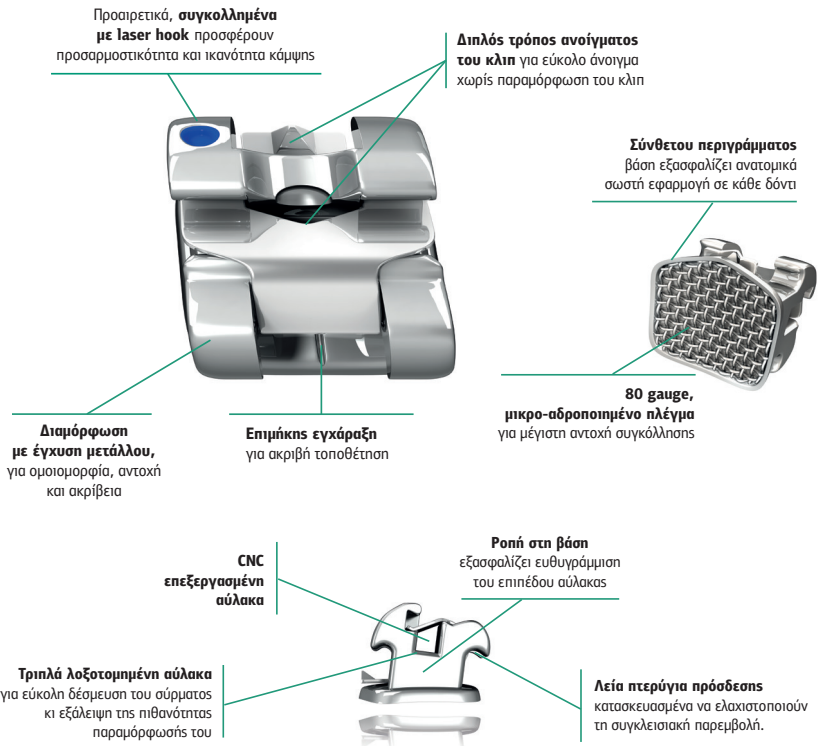 Προαιρετικά, συγκολλημένα
με laser hook προσφέρουν
προσαρμοστικότητα και ικανότητα κάμψης
Διπλός τρόπος ανοίγματος
του κλιπ για εύκολο άνοιγμα
χωρίς παραμόρφωση του κλιπ
Σύνθετου περιγράμματος
βάση εξασφαλίζει ανατομικά
σωστή εφαρμογή σε κάθε δόντι
80 gauge,
μικρο-αδροποιημένο πλέγμα
για μέγιστη αντοχή συγκόλλησης
Διαμόρφωση
με έγχυση μετάλλου,
για ομοιομορφία, αντοχή
και ακρίβεια
Επιμήκης εγχάραξη
για ακριβή τοποθέτηση
CNC
επεξεργασμένη
αύλακα
Ροπή στη βάση
εξασφαλίζει ευθυγράμμιση
του επιπέδου αύλακας
Τριπλά λοξοτομημένη αύλακα
για εύκολη δέσμευση του σύρματος
κι εξάλειψη της πιθανότητας
παραμόρφωσής του
Λεία πτερύγια πρόσδεσης
κατασκευασμένα να ελαχιστοποιούν
τη συγκλεισιακή παρεμβολή.